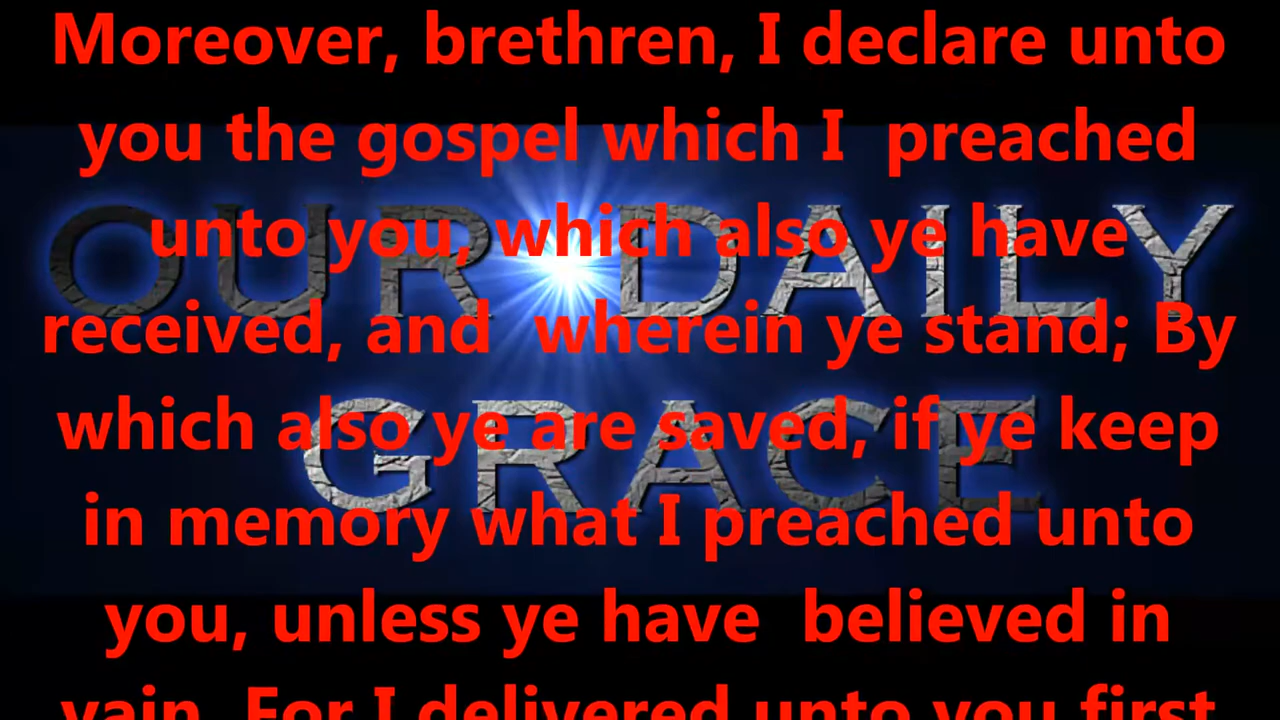 Moreover, brethren, I declare unto
you the gospel which I preached
unto you, which also ye have
received, and wherein ye stand; By
which also ye are saved, if ye keep
in memory what I preached unto
you, unless ye have believed in
vain. For I delivered unto you first
OUR DAILY
GRACE